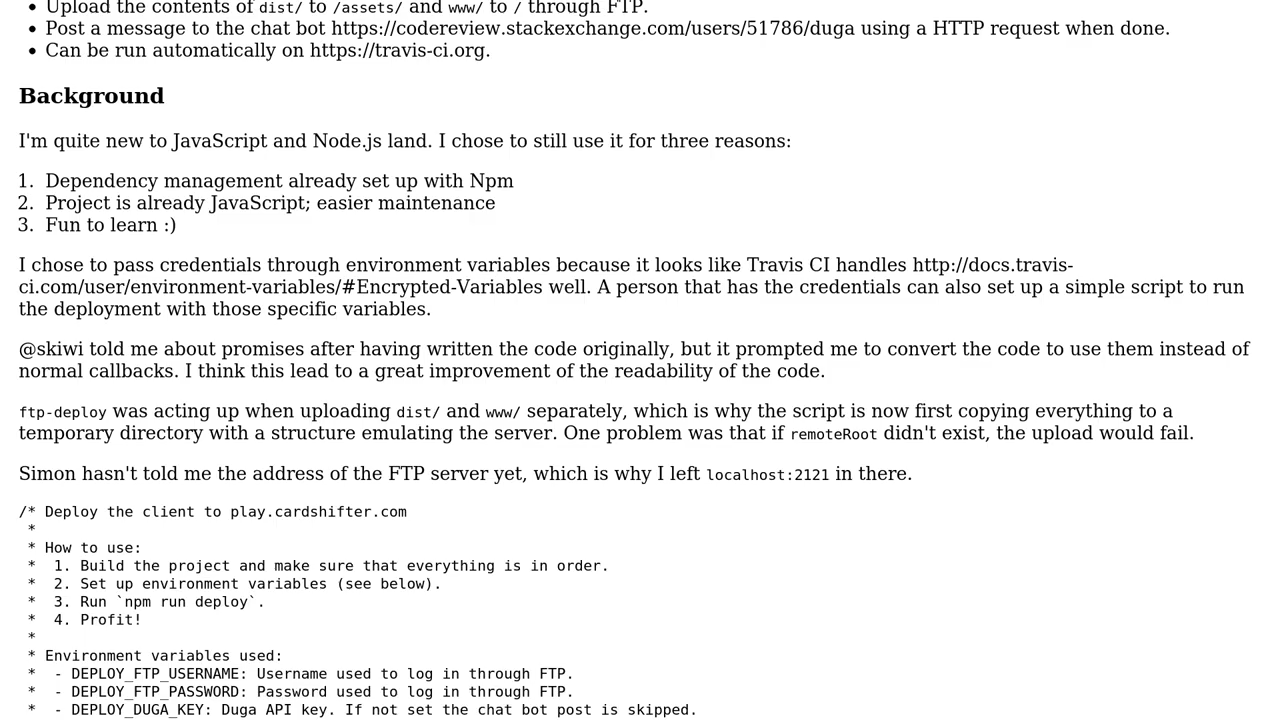 • Upload the contents of dist/ to /assets/ and www/ to / through FTP.
• Post a message to the chat bot https://codereview.stackexchange.com/users/51786/duga using a HTTP request when done.
• Can be run automatically on https://travis-ci.org.
Background
I'm quite new to JavaScript and Node.js land. I chose to still use it for three reasons:
1. Dependency management already set up with Npm
2. Project is already JavaScript; easier maintenance
3. Fun to learn :)
I chose to pass credentials through environment variables because it looks like Travis CI handles http://docs.travis-
ci.com/user/environment-variables/#Encrypted-Variables well. A person that has the credentials can also set up a simple script to run
the deployment with those specific variables.
@skiwi told me about promises after having written the code originally, but it prompted me to convert the code to use them instead of
normal callbacks. I think this lead to a great improvement of the readability of the code.
ftp-deploy was acting up when uploading dist/ and www/ separately, which is why the script is now first copying everything to a
temporary directory with a structure emulating the server. One problem was that if remoteRoot didn't exist, the upload would fail.
Simon hasn't told me the address of the FTP server yet, which is why I left localhost:2121 in there.
/* Deploy the client to play.cardshifter.com
 *
 * How to use:
 *  1. Build the project and make sure that everything is in order.
 *  2. Set up environment variables (see below).
 *  3. Run `npm run deploy`.
 *  4. Profit!
 *
 * Environment variables used:
 *  - DEPLOY_FTP_USERNAME: Username used to log in through FTP.
 *  - DEPLOY_FTP_PASSWORD: Password used to log in through FTP.
 *  - DEPLOY_DUGA_KEY: Duga API key. If not set the chat bot post is skipped.